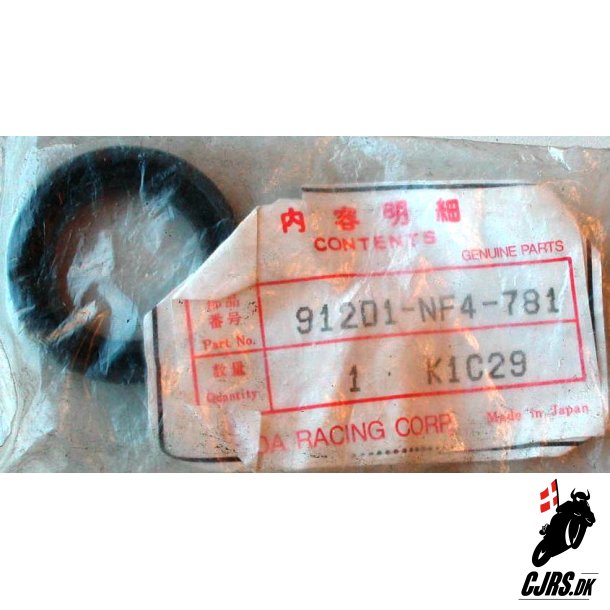 内容明細
CONTENTS
GENUINE PARTS
部品
番号
Part No.
91201-NF4-781
数量
Quantity
1 K1C29
DA RACING CORP
Made in Japan
CJRS.DK